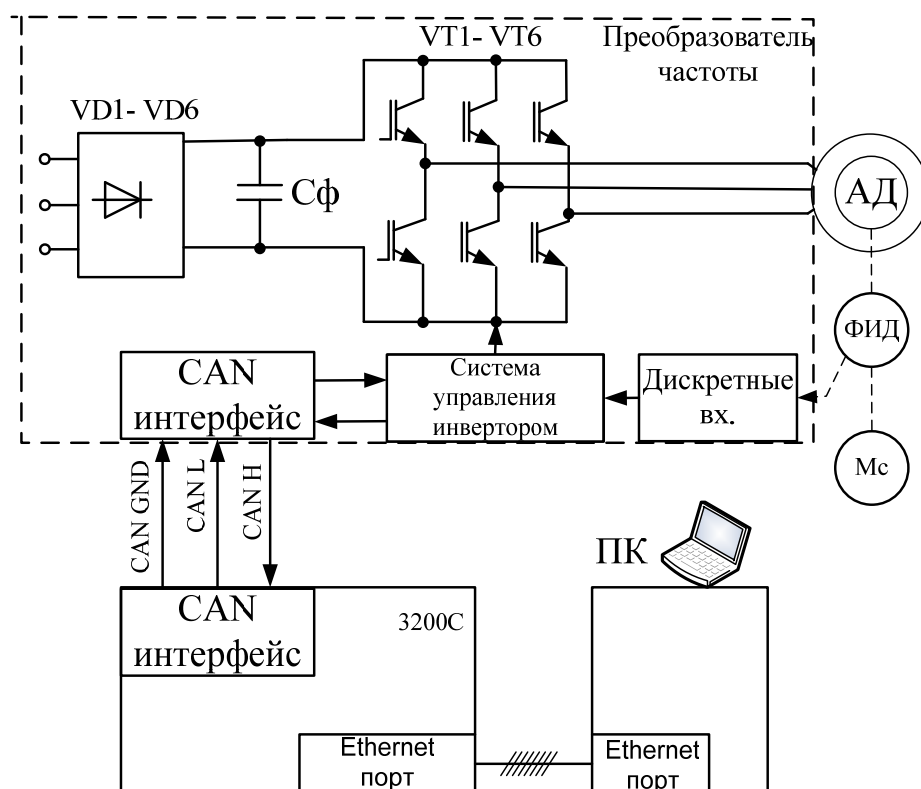 VT1- VT6
Преобразователь
частоты
VD1- VD6
Сф
АД
ФИД
CAN
интерфейс
Система
управления
инвертором
Дискретные
вх.
Мс
CAN GND
CAN L
CAN H
ПК
CAN
интерфейс
3200C
Ethernet
порт
Ethernet
порт